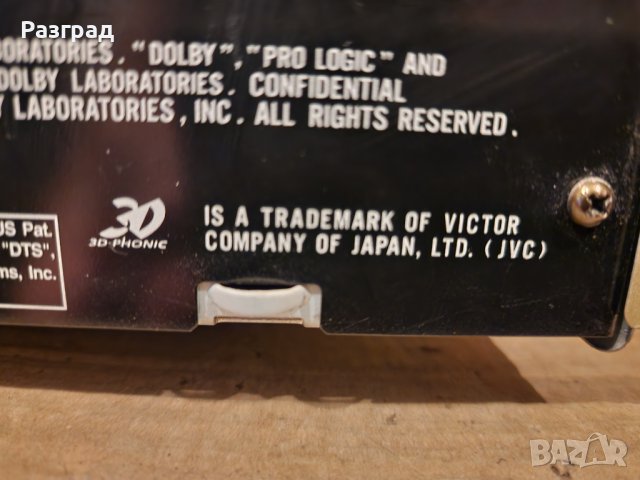 Разград
BORATORIES. "DOLBY", "PRO LOGIC" AND
DOLBY LABORATORIES. CONFIDENTIAL
Y LABORATORIES, INC. ALL RIGHTS RESERVED.
US Pat.
"DTS",
ms, Inc.
3D
3D-PHONIC
IS A TRADEMARK OF VICTOR
COMPANY OF JAPAN, LTD. (JVC)
BAZAR